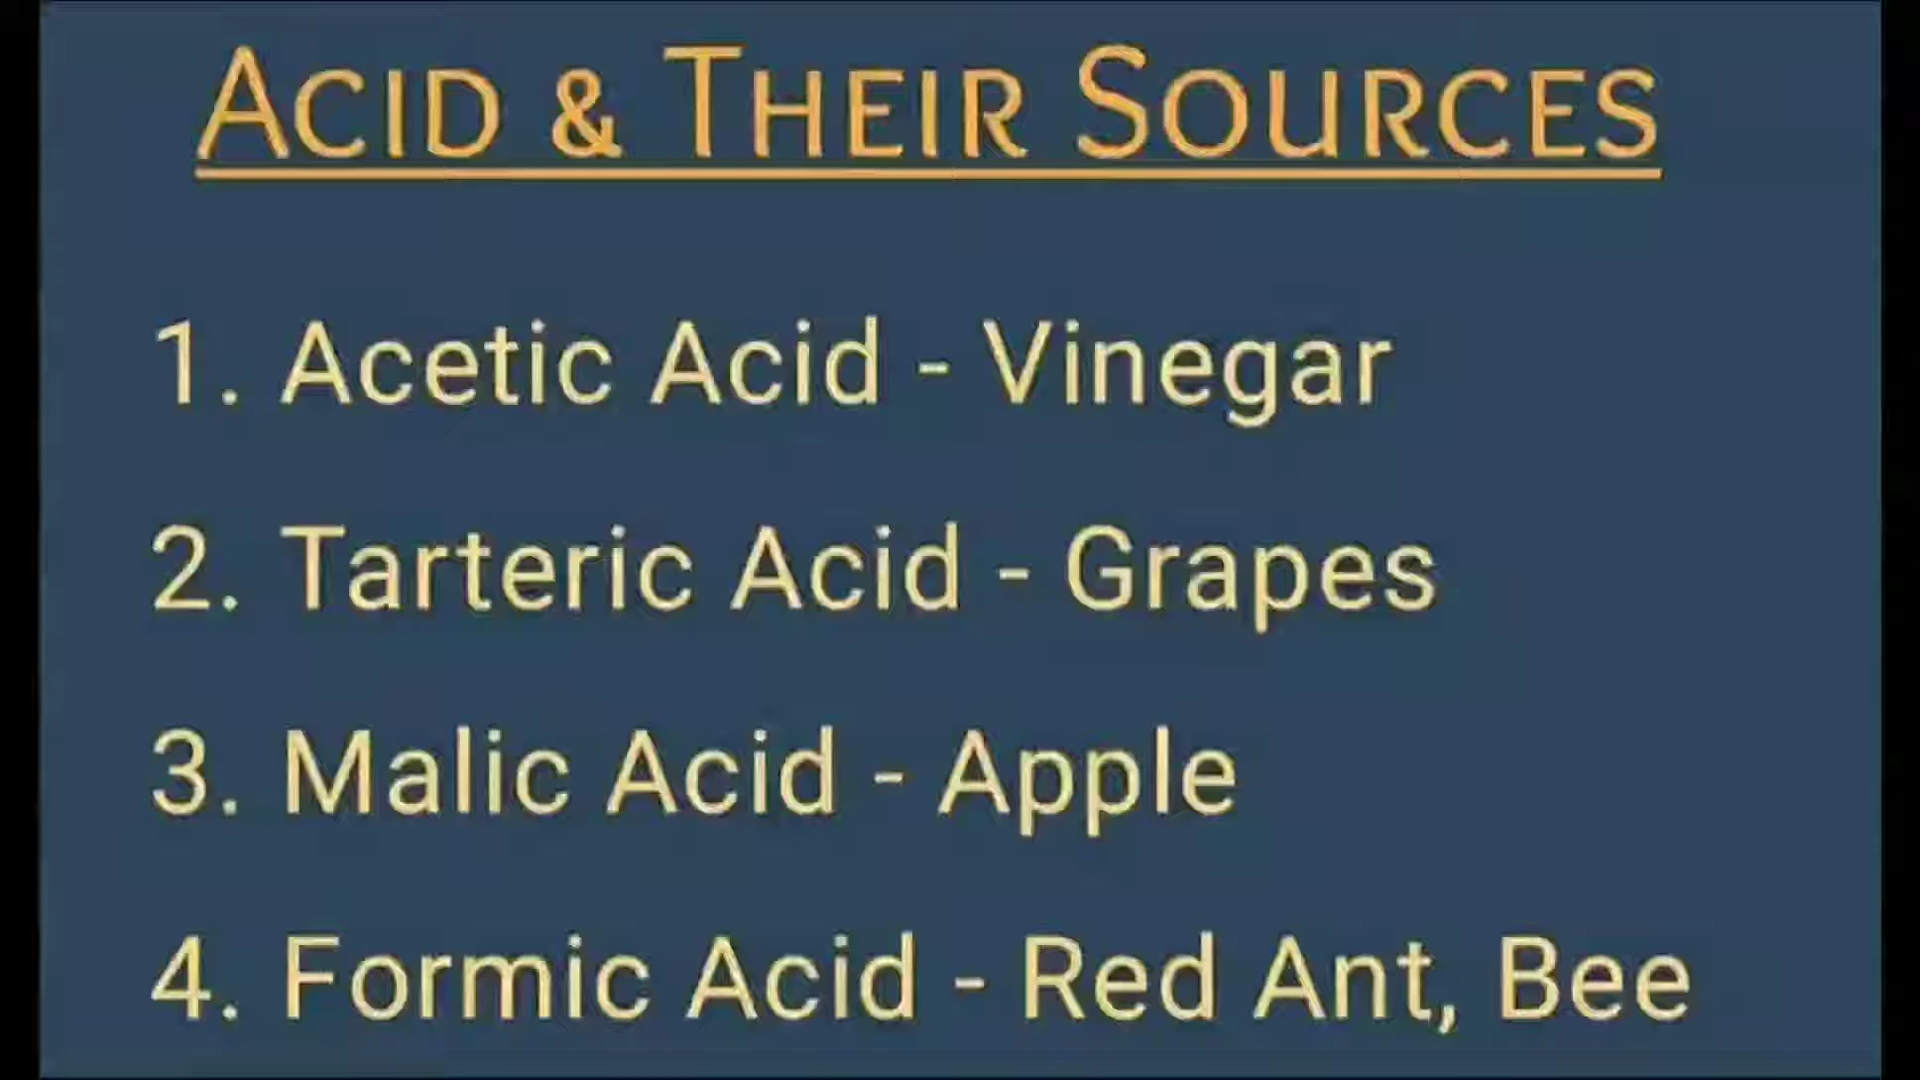 ACID & THEIR SOURCES
1. Acetic Acid - Vinegar
2. Tarteric Acid - Grapes
3. Malic Acid - Apple
4. Formic Acid - Red Ant, Bee